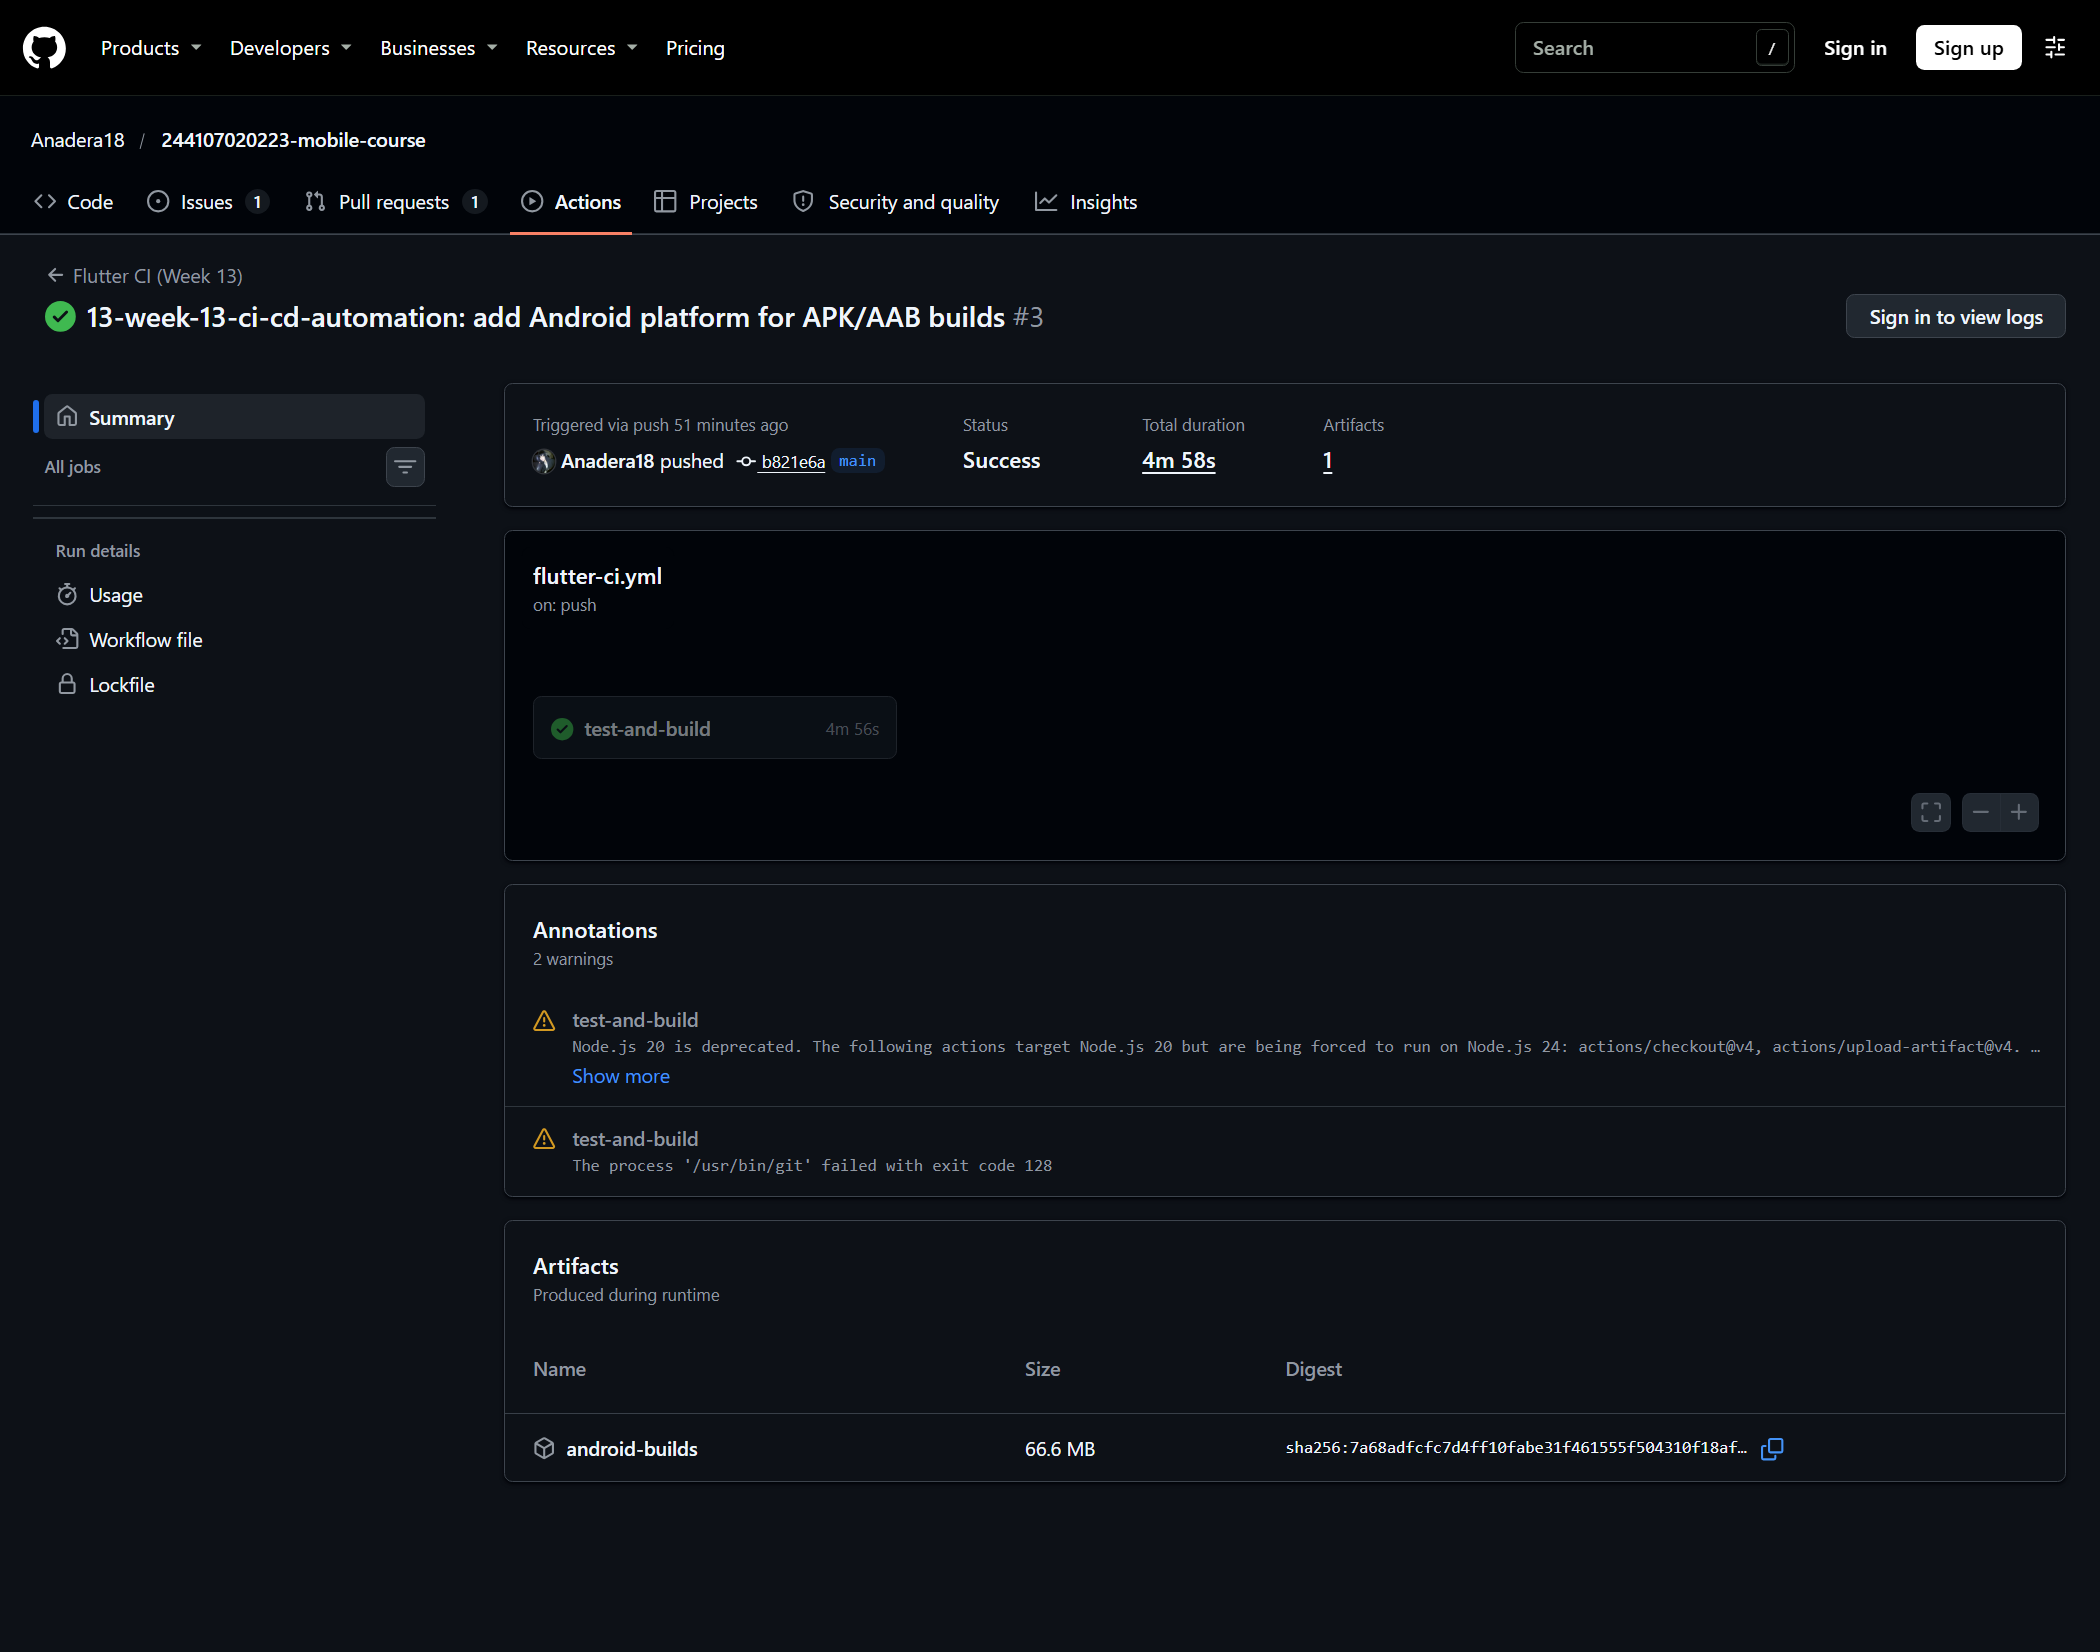 Products Developers Businesses Resources Pricing Search / Sign in Sign up
Anadera18 / 244107020223-mobile-course
Code Issues 1 Pull requests 1 Actions Projects Security and quality Insights
Flutter CI (Week 13)
13-week-13-ci-cd-automation: add Android platform for APK/AAB builds #3
Sign in to view logs
Summary
All jobs
Run details
Usage
Workflow file
Lockfile
Triggered via push 51 minutes ago
Anadera18 pushed b821e6a main
Status
Success
Total duration
4m 58s
Artifacts
1
flutter-ci.yml
on: push
test-and-build 4m 56s
Annotations
2 warnings
test-and-build
Node.js 20 is deprecated. The following actions target Node.js 20 but are being forced to run on Node.js 24: actions/checkout@v4, actions/upload-artifact@v4. …
Show more
test-and-build
The process '/usr/bin/git' failed with exit code 128
Artifacts
Produced during runtime
Name Size Digest
android-builds 66.6 MB sha256:7a68adfcfc7d4ff10fabe31f461555f504310f18af…